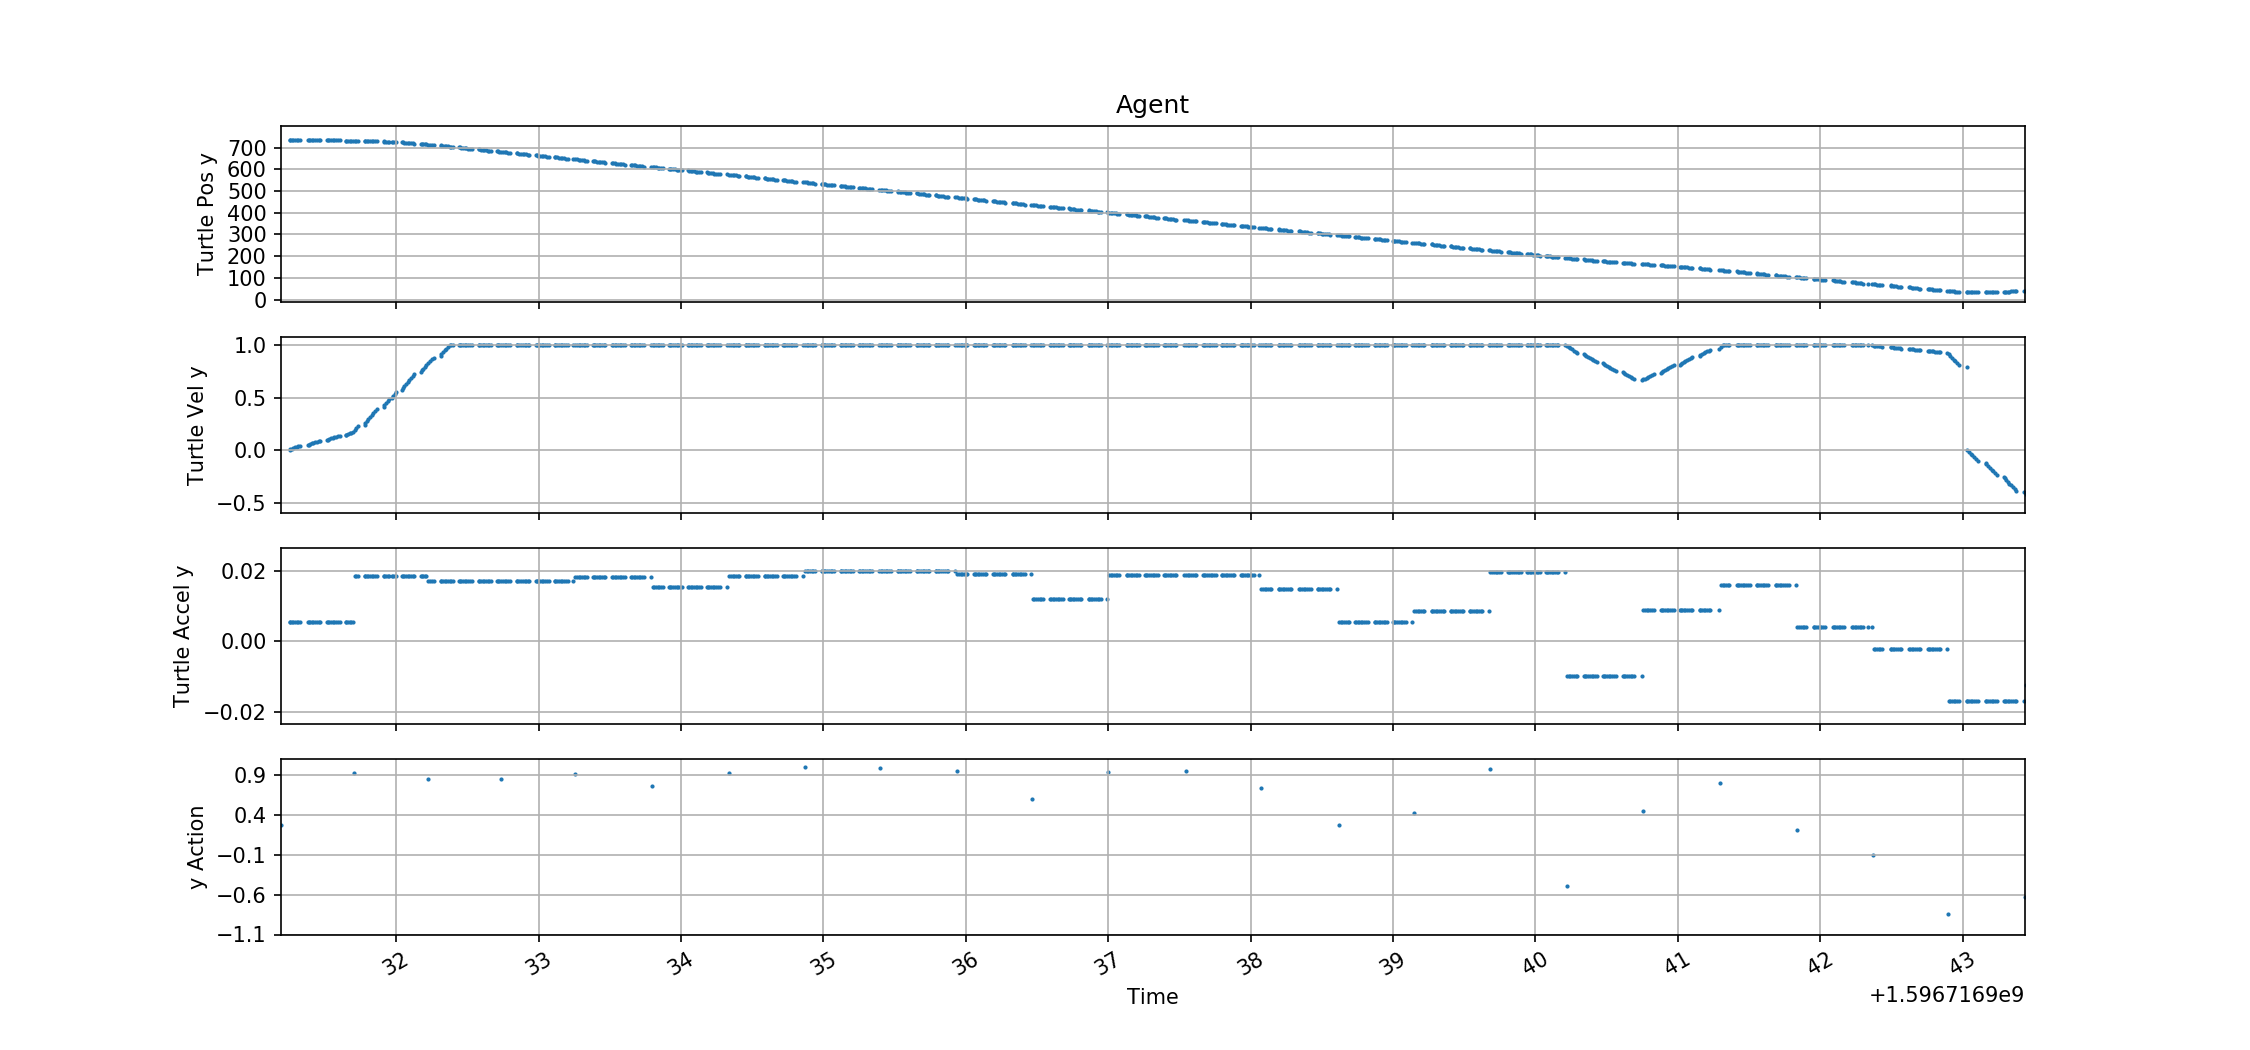 Agent
Turtle Pos y
700
600
500
400
300
200
100
0
Turtle Vel y
1.0
0.5
0.0
−0.5
Turtle Accel y
0.02
0.00
−0.02
y Action
0.9
0.4
−0.1
−0.6
−1.1
32 33 34 35 36 37 38 39 40 41 42 43
Time
+1.5967169e9